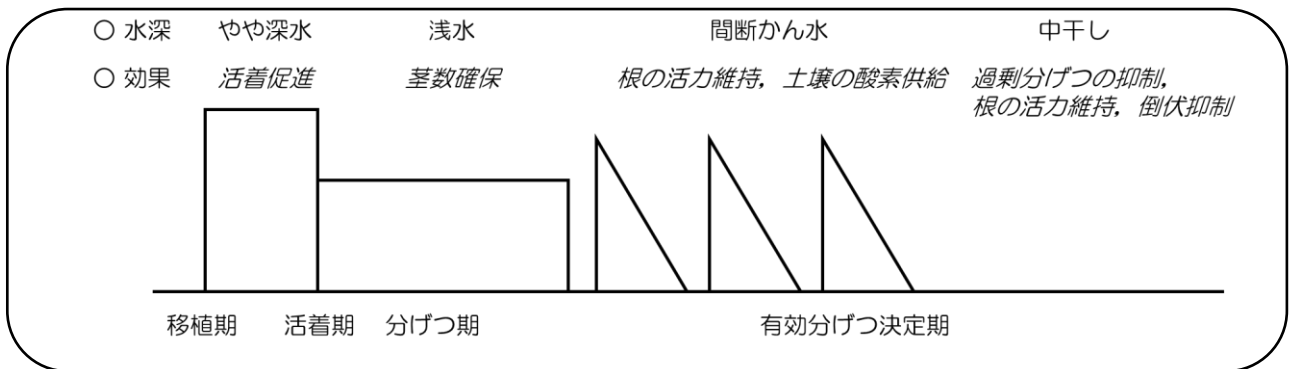 ○ 水深 やや深水 浅水 間断かん水 中干し
○ 効果 活着促進 茎数確保 根の活力維持，土壌の酸素供給 過剰分げつの抑制，
根の活力維持，倒伏抑制
移植期 活着期 分げつ期 有効分げつ決定期